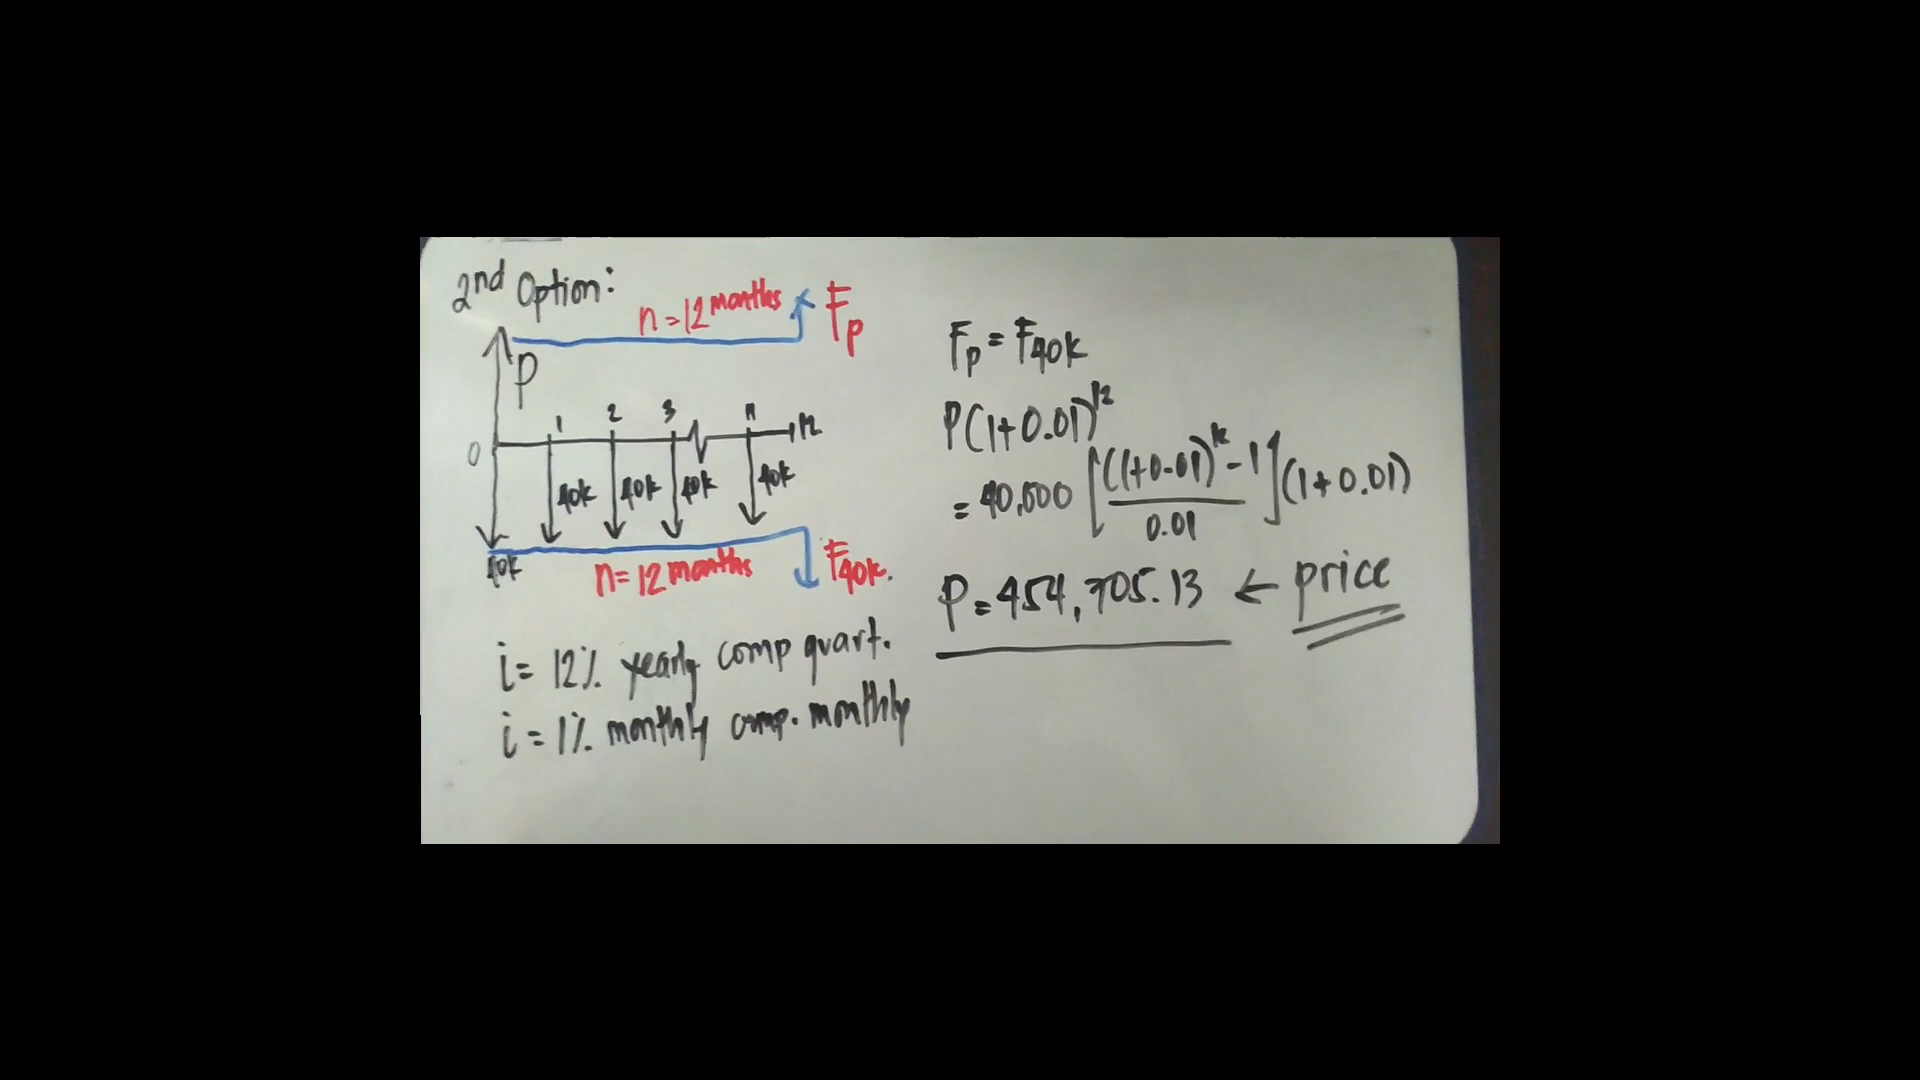 2nd Option:
n=12 months
Fp
P
0
1 2 3 11 12
40k 40k 40k 40k
40k
n=12 months
F40k.
i= 12% yearly comp quart.
i= 1% monthly comp. monthly
Fp = F40k
P(1+0.01)^12
= 40,000 [((1+0.01)^12 - 1)/0.01](1+0.01)
P=454,705.13 ← price